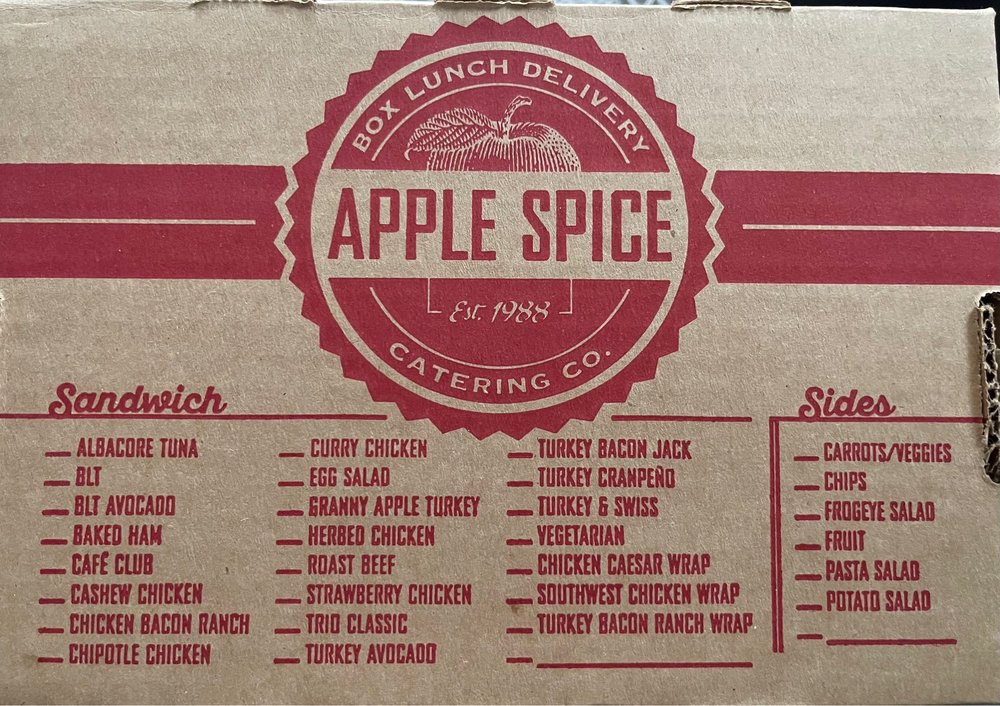 BOX LUNCH DELIVERY
APPLE SPICE
Est. 1988
CATERING CO.
Sandwich
ALBACORE TUNA
BLT
BLT AVOCADO
BAKED HAM
CAFÉ CLUB
CASHEW CHICKEN
CHICKEN BACON RANCH
CHIPOTLE CHICKEN
CURRY CHICKEN
EGG SALAD
GRANNY APPLE TURKEY
HERBED CHICKEN
ROAST BEEF
STRAWBERRY CHICKEN
TRIO CLASSIC
TURKEY AVOCADO
TURKEY BACON JACK
TURKEY CRANPEÑO
TURKEY & SWISS
VEGETARIAN
CHICKEN CAESAR WRAP
SOUTHWEST CHICKEN WRAP
TURKEY BACON RANCH WRAP
Sides
CARROTS/VEGGIES
CHIPS
FROGEYE SALAD
FRUIT
PASTA SALAD
POTATO SALAD